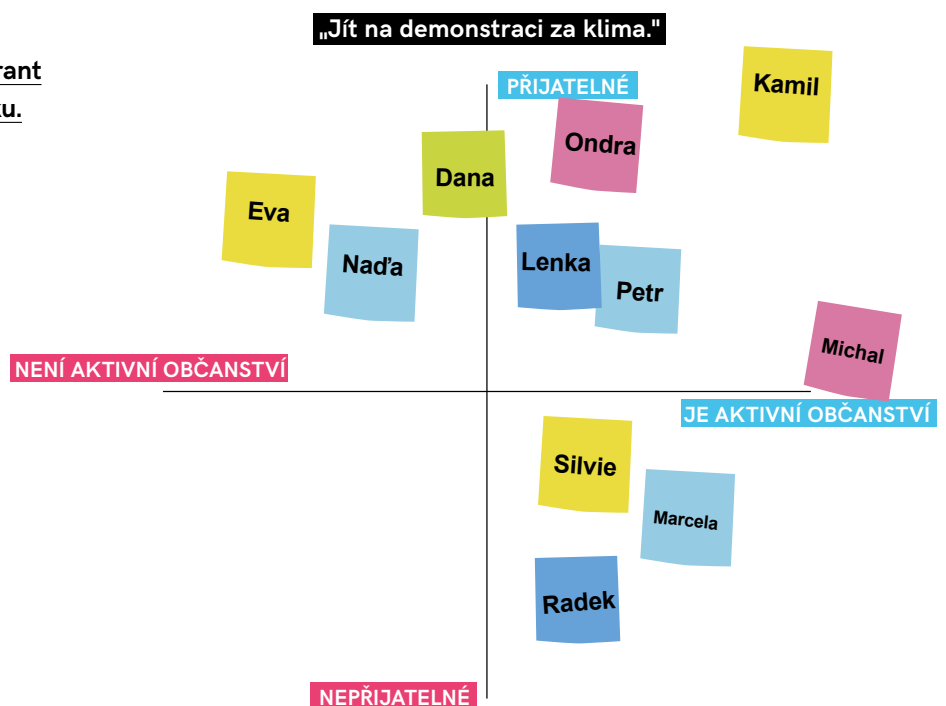 „Jít na demonstraci za klima."
rant
ku.
PŘIJATELNÉ
Kamil
Ondra
Dana
Eva
Naďa
Lenka
Petr
Michal
NENÍ AKTIVNÍ OBČANSTVÍ
JE AKTIVNÍ OBČANSTVÍ
Silvie
Marcela
Radek
NEPŘIJATELNÉ